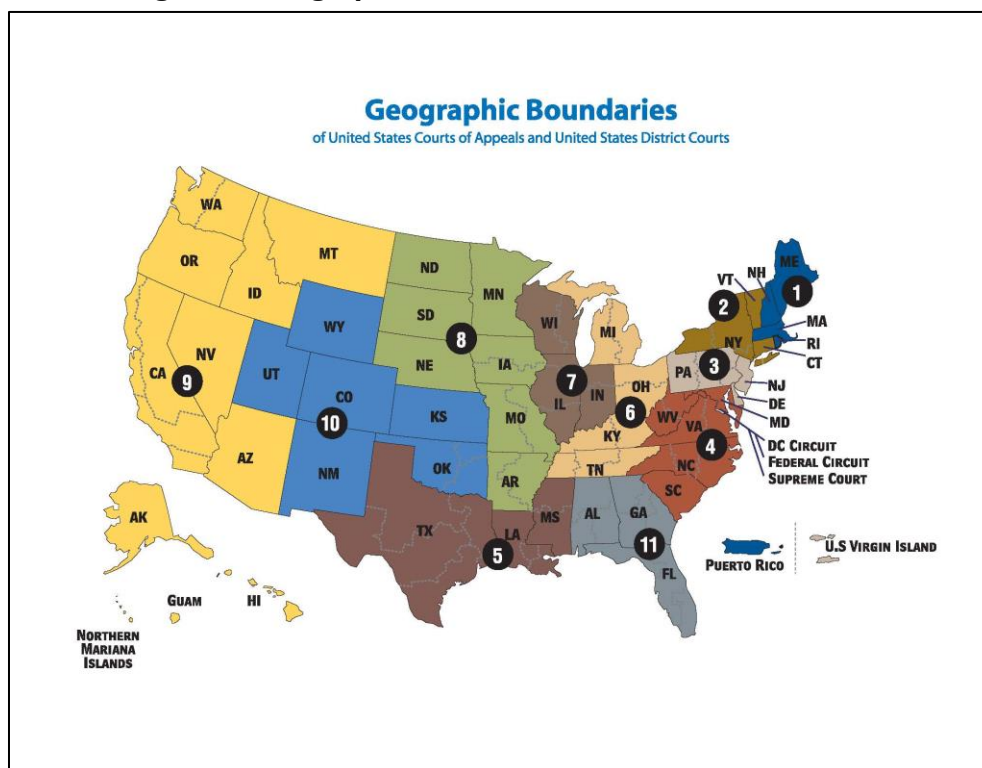 Geographic Boundaries
of United States Courts of Appeals and United States District Courts
WA
MT
ND
MN
ME
VT
NH
1
2
OR
ID
SD
WI
MI
MA
NY
RI
CT
WY
8
3
NE
IA
7
PA
NJ
NV
CA
9
UT
CO
10
KS
MO
IL
IN
OH
6
WV
VA
4
DE
MD
DC CIRCUIT
FEDERAL CIRCUIT
SUPREME COURT
KY
NC
TN
AZ
NM
OK
AR
SC
AK
TX
LA
5
MS
AL
GA
11
FL
PUERTO RICO
U.S VIRGIN ISLAND
GUAM
HI
NORTHERN
MARIANA
ISLANDS